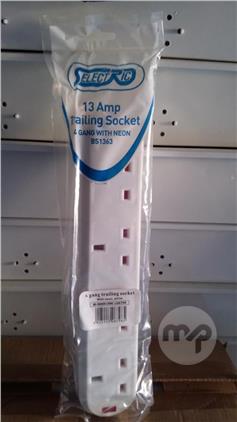 SELECTRIC
13 Amp
trailing Socket
4 GANG WITH NEON
BS1363
4 gang trailing socket
mp